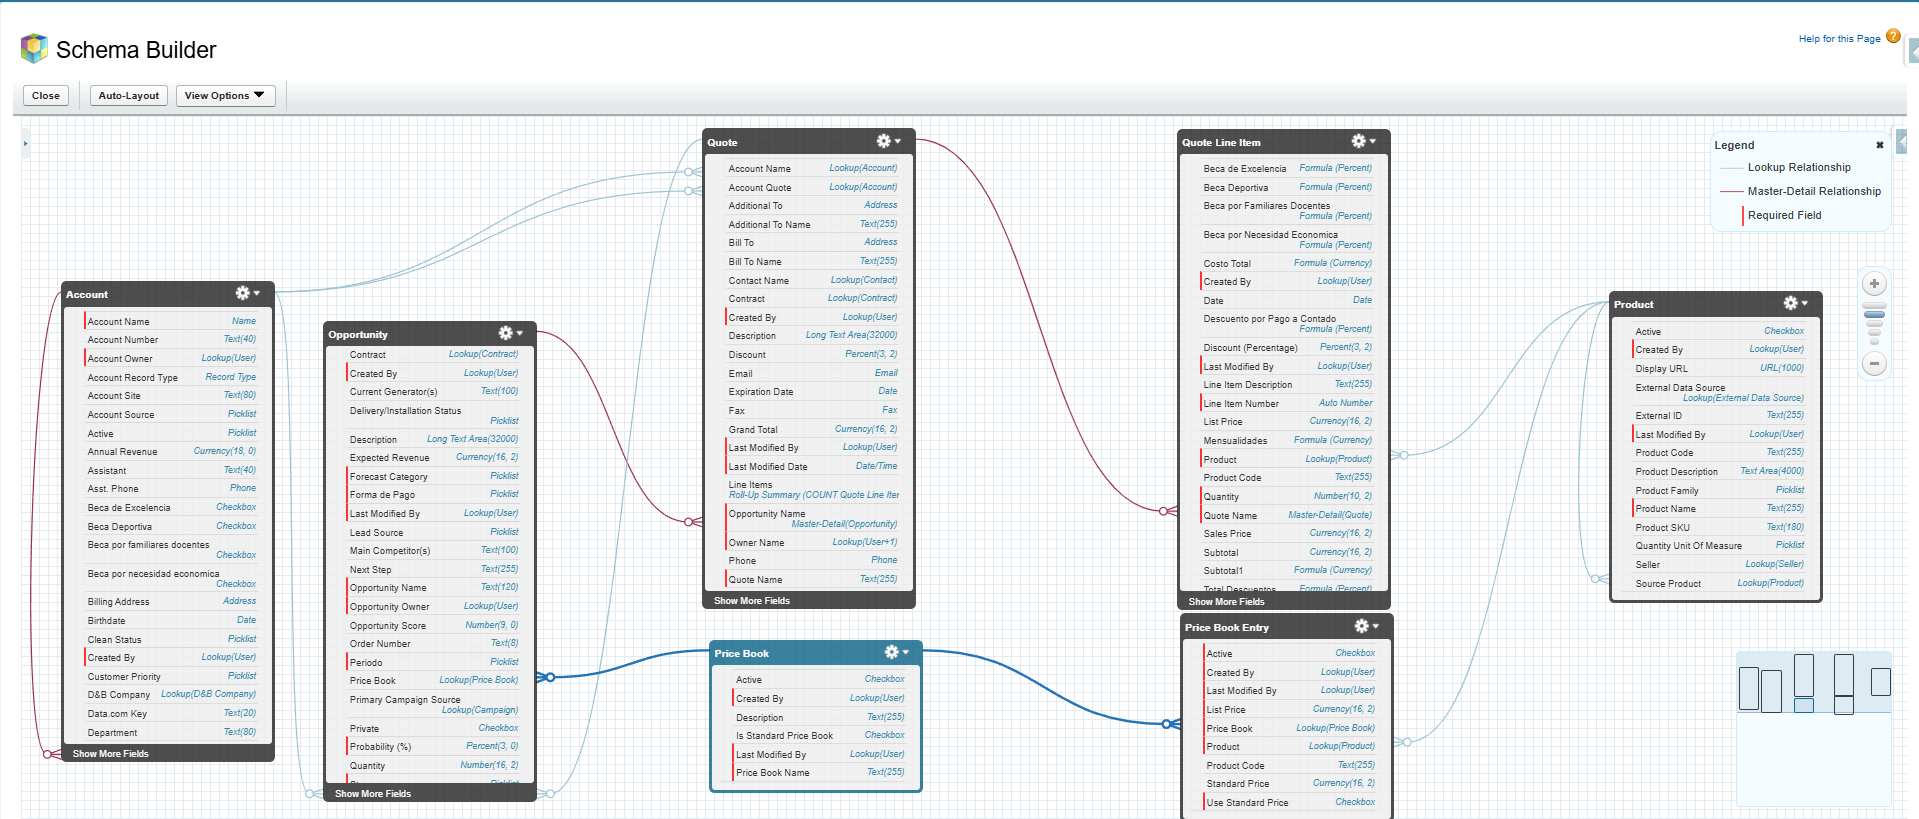 Schema Builder
Help for this Page
Close
Auto-Layout
View Options
Legend
Lookup Relationship
Master-Detail Relationship
Required Field
Account
Account Name Name
Account Number Text(40)
Account Owner Lookup(User)
Account Record Type Record Type
Account Site Text(80)
Account Source Picklist
Active Picklist
Annual Revenue Currency(18, 0)
Assistant Text(40)
Asst. Phone Phone
Beca de Excelencia Checkbox
Beca Deportiva Checkbox
Beca por familiares docentes
Checkbox
Beca por necesidad economica
Checkbox
Billing Address Address
Birthdate Date
Clean Status Picklist
Created By Lookup(User)
Customer Priority Picklist
D&B Company Lookup(D&B Company)
Data.com Key Text(20)
Department Text(80)
Show More Fields
Opportunity
Contract Lookup(Contract)
Created By Lookup(User)
Current Generator(s) Text(100)
Delivery/Installation Status
Picklist
Description Long Text Area(32000)
Expected Revenue Currency(16, 2)
Forecast Category Picklist
Forma de Pago Picklist
Last Modified By Lookup(User)
Lead Source Picklist
Main Competitor(s) Text(100)
Next Step Text(255)
Opportunity Name Text(120)
Opportunity Owner Lookup(User)
Opportunity Score Number(9, 0)
Order Number Text(8)
Periodo Picklist
Price Book Lookup(Price Book)
Primary Campaign Source
Lookup(Campaign)
Private Checkbox
Probability (%) Percent(3, 0)
Quantity Number(16, 2)
Show More Fields
Quote
Account Name Lookup(Account)
Account Quote Lookup(Account)
Additional To Address
Additional To Name Text(255)
Bill To Address
Bill To Name Text(255)
Contact Name Lookup(Contact)
Contract Lookup(Contract)
Created By Lookup(User)
Description Long Text Area(32000)
Discount Percent(3, 2)
Email Email
Expiration Date Date
Fax Fax
Grand Total Currency(16, 2)
Last Modified By Lookup(User)
Last Modified Date Date/Time
Line Items
Roll-Up Summary (COUNT Quote Line Iter
Opportunity Name
Master-Detail(Opportunity)
Owner Name Lookup(User+1)
Phone Phone
Quote Name Text(255)
Show More Fields
Price Book
Active Checkbox
Created By Lookup(User)
Description Text(255)
Is Standard Price Book Checkbox
Last Modified By Lookup(User)
Price Book Name Text(255)
Quote Line Item
Beca de Excelencia Formula (Percent)
Beca Deportiva Formula (Percent)
Beca por Familiares Docentes
Formula (Percent)
Beca por Necesidad Economica
Formula (Percent)
Costo Total Formula (Currency)
Created By Lookup(User)
Date Date
Descuento por Pago a Contado
Formula (Percent)
Discount (Percentage) Percent(3, 2)
Last Modified By Lookup(User)
Line Item Description Text(255)
Line Item Number Auto Number
List Price Currency(16, 2)
Mensualidades Formula (Currency)
Product Lookup(Product)
Product Code Text(255)
Quantity Number(10, 2)
Quote Name Master-Detail(Quote)
Sales Price Currency(16, 2)
Subtotal Currency(16, 2)
Subtotal1 Formula (Currency)
Total Descuentos Formula (Percent)
Show More Fields
Price Book Entry
Active Checkbox
Created By Lookup(User)
Last Modified By Lookup(User)
List Price Currency(16, 2)
Price Book Lookup(Price Book)
Product Lookup(Product)
Product Code Text(255)
Standard Price Currency(16, 2)
Use Standard Price Checkbox
Product
Active Checkbox
Created By Lookup(User)
Display URL URL(1000)
External Data Source
Lookup(External Data Source)
External ID Text(255)
Last Modified By Lookup(User)
Product Code Text(255)
Product Description Text Area(4000)
Product Family Picklist
Product Name Text(255)
Product SKU Text(180)
Quantity Unit Of Measure Picklist
Seller Lookup(Seller)
Source Product Lookup(Product)